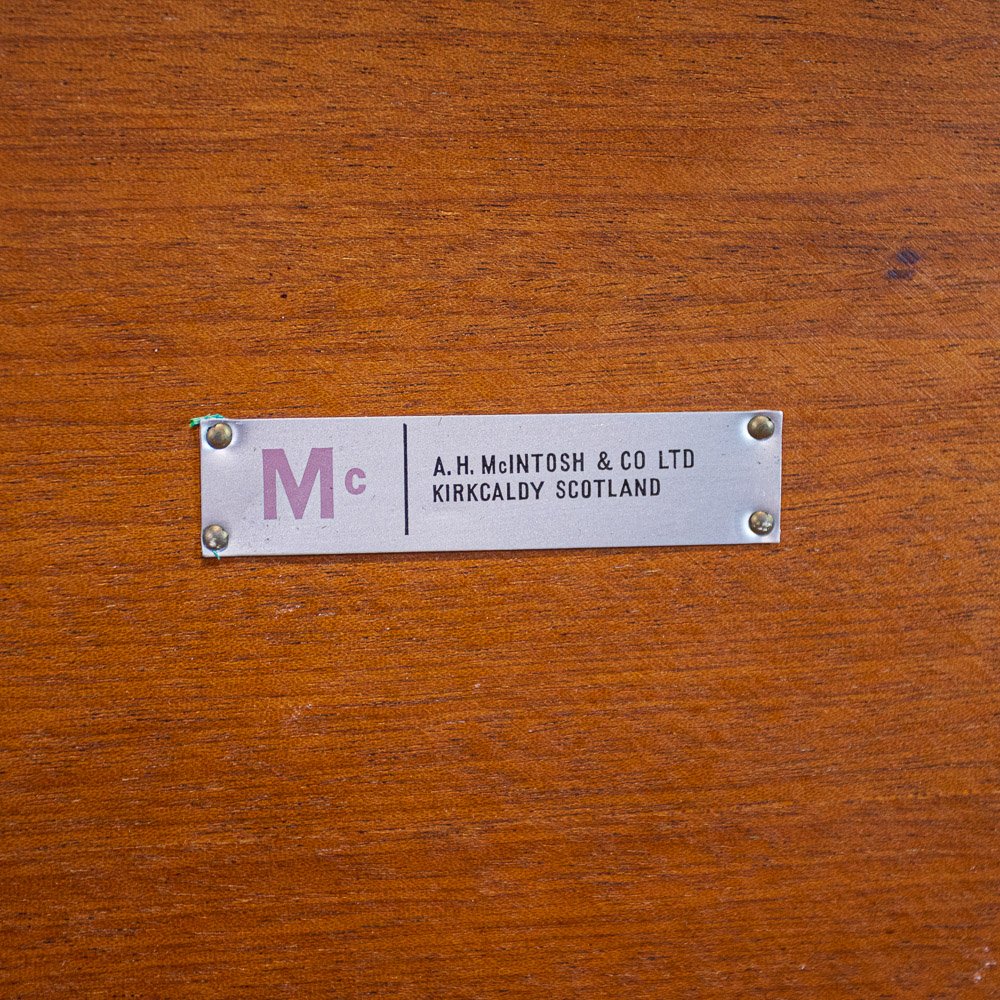 Mc
A. H. McINTOSH & CO LTD
KIRKCALDY SCOTLAND